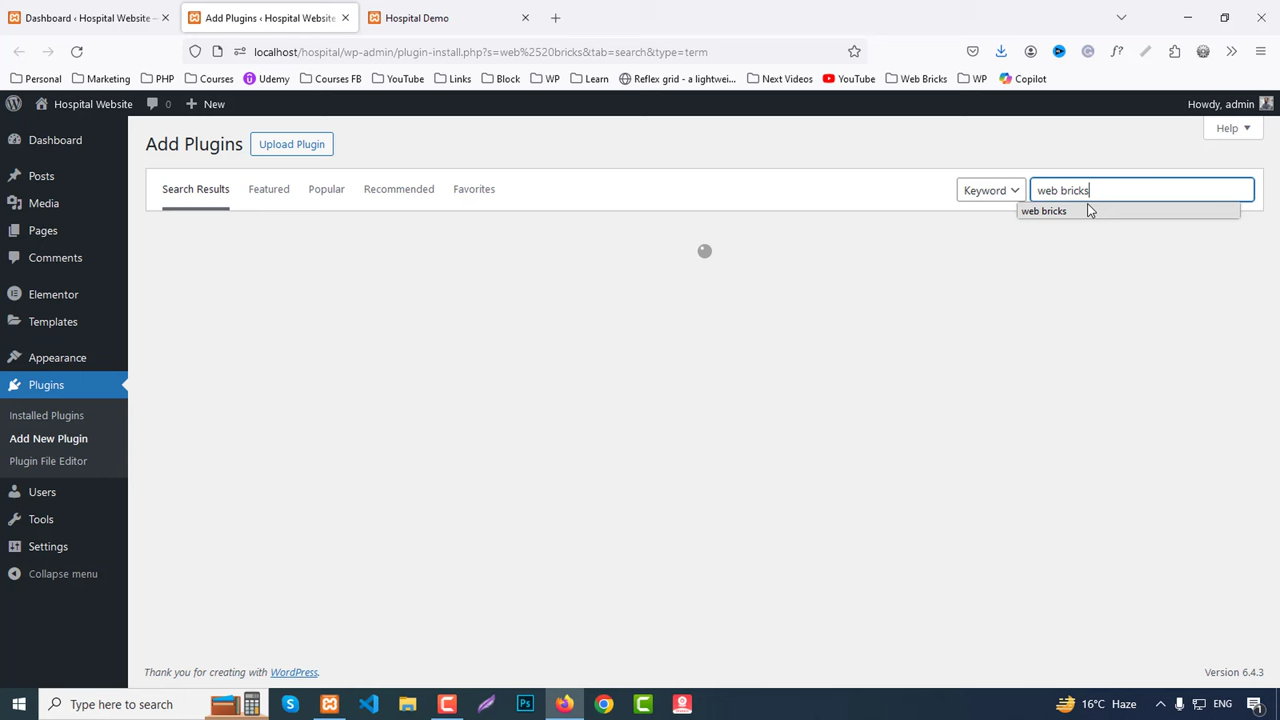 Dashboard ‹ Hospital Website —
Add Plugins ‹ Hospital Website
Hospital Demo
localhost/hospital/wp-admin/plugin-install.php?s=web%2520bricks&tab=search&type=term
Personal
Marketing
PHP
Courses
Udemy
Courses FB
YouTube
Links
Block
WP
Learn
Reflex grid - a lightwei...
Next Videos
YouTube
Web Bricks
WP
Copilot
Hospital Website
0
New
Howdy, admin
Help
Dashboard
Posts
Media
Pages
Comments
Elementor
Templates
Appearance
Plugins
Installed Plugins
Add New Plugin
Plugin File Editor
Users
Tools
Settings
Collapse menu
Add Plugins
Upload Plugin
Search Results
Featured
Popular
Recommended
Favorites
Keyword
web bricks
web bricks
Thank you for creating with WordPress.
Version 6.4.3
Type here to search
16°C Haze
ENG